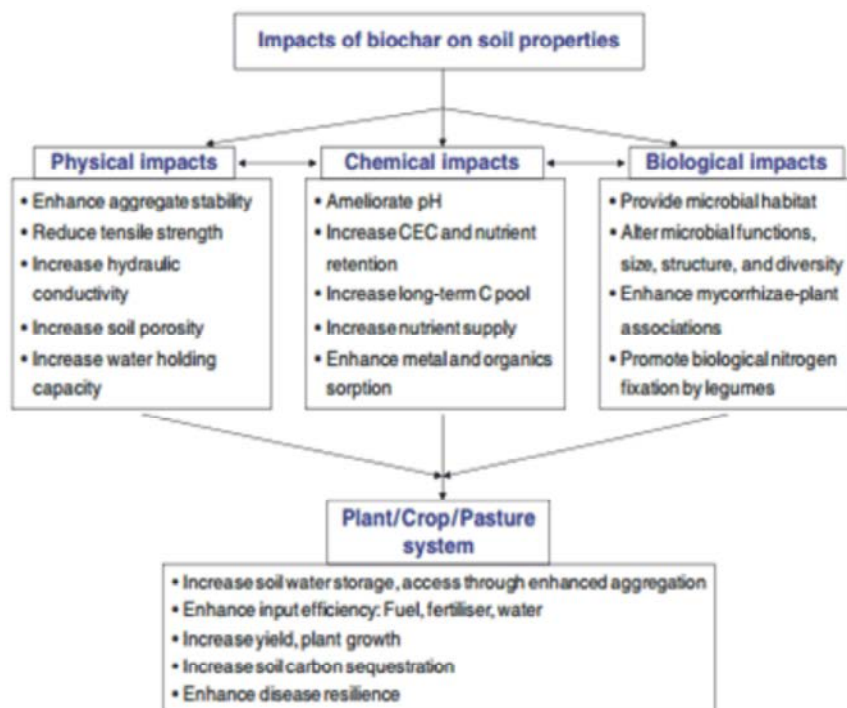 Impacts of biochar on soil properties
Physical impacts
• Enhance aggregate stability
• Reduce tensile strength
• Increase hydraulic
conductivity
• Increase soil porosity
• Increase water holding
capacity
Chemical impacts
• Ameliorate pH
• Increase CEC and nutrient
retention
• Increase long-term C pool
• Increase nutrient supply
• Enhance metal and organics
sorption
Biological impacts
• Provide microbial habitat
• Alter microbial functions,
size, structure, and diversity
• Enhance mycorrhizae-plant
associations
• Promote biological nitrogen
fixation by legumes
Plant/Crop/Pasture
system
• Increase soil water storage, access through enhanced aggregation
• Enhance input efficiency: Fuel, fertiliser, water
• Increase yield, plant growth
• Increase soil carbon sequestration
• Enhance disease resilience